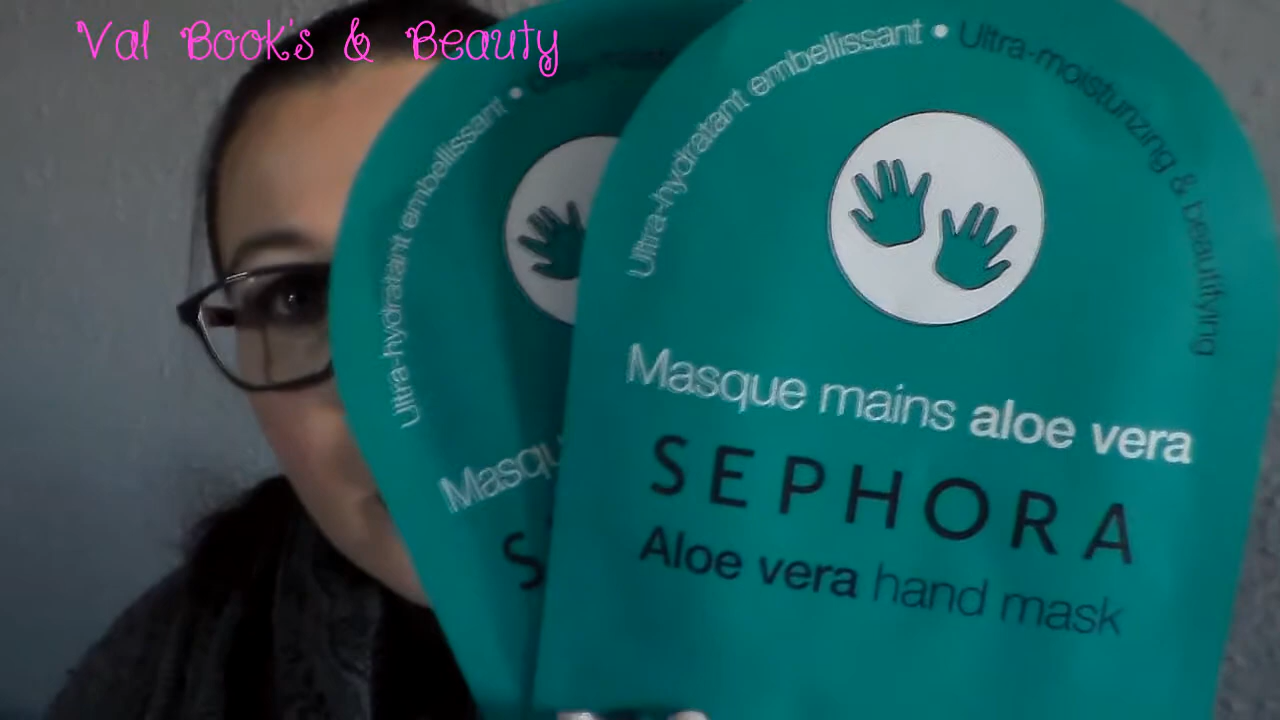 Val Book's & Beauty
Ultra-hydratant embellissant •
Masqu
S
Ultra-hydratant embellissant • Ultra-moisturizing & beautifying
Masque mains aloe vera
SEPHORA
Aloe vera hand mask